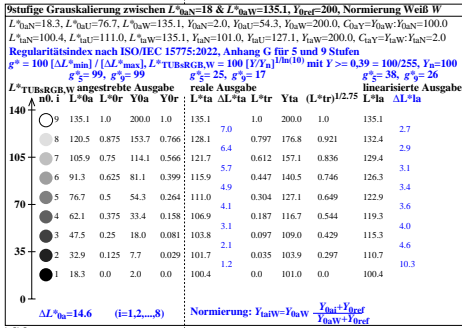 9stufige Grauskalierung zwischen L*0aN=18 & L*0aW=135.1, Y0ref=200, Normierung Weiß W
L*0aN=18.3, L*0aU=76.7, L*0aW=135.1, Y0aN=2.0, Y0aU=54.3, Y0aW=200.0, C0aY=Y0aW:Y0aN=100.0
L*taN=100.4, L*taU=111.0, L*taW=135.1, YtaN=101.0, YtaU=127.1, YtaW=200.0, CtaY=YtaW:YtaN=2.0
Regularitätsindex nach ISO/IEC 15775:2022, Anhang G für 5 und 9 Stufen
g* = 100 [ΔL*min] / [ΔL*max], L*TUBsRGB,W = 100 [Y/Yn]1/ln(10) mit Y >= 0,39 = 100/255, Yn=100
g*5= 99, g*9= 99 g*5= 25, g*9= 17 g*5= 38, g*9= 26
L*TUBsRGB,W angestrebte Ausgabe reale Ausgabe linearisierte Ausgabe
n0. i L*0a L*0r Y0a Y0r L*ta ΔL*ta L*tr Yta (L*tr)1/2.75 L*la ΔL*la
9 135.1 1.0 200.0 1.0 135.1 1.0 200.0 1.0 135.1
140
7.0 2.7
8 120.5 0.875 153.7 0.766 128.1 0.797 176.8 0.921 132.4
6.4 2.9
105
7 105.9 0.75 114.1 0.566 121.7 0.612 157.1 0.836 129.4
5.7 3.1
6 91.3 0.625 81.1 0.399 115.9 0.447 140.5 0.746 126.3
4.9 3.4
70
5 76.7 0.5 54.3 0.264 111.0 0.304 127.1 0.649 122.9
4.1 3.6
4 62.1 0.375 33.4 0.158 106.9 0.187 116.7 0.544 119.3
3.1 4.0
3 47.5 0.25 18.0 0.081 103.8 0.097 109.0 0.429 115.3
2.1 4.6
35
2 32.9 0.125 7.7 0.029 101.7 0.035 103.9 0.297 110.7
1.2 10.3
1 18.3 0.0 2.0 0.0 100.4 0.0 101.0 0.0 100.4
0
ΔL*0a=14.6 (i=1,2,...,8) Normierung: YtaiW=Y0aW Y0ai+Y0ref
Y0aW+Y0ref